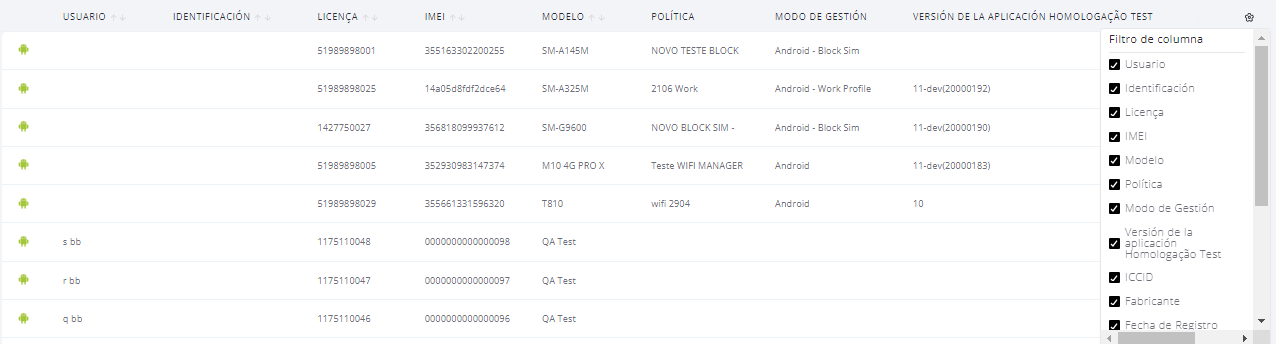 USUARIO IDENTIFICACIÓN LICENÇA IMEI MODELO POLÍTICA MODO DE GESTIÓN VERSIÓN DE LA APLICACIÓN HOMOLOGAÇÃO TEST
51989898001 355163302200255 SM-A145M NOVO TESTE BLOCK Android - Block Sim
51989898025 14a05d8fdf2dce64 SM-A325M 2106 Work Android - Work Profile 11-dev(20000192)
1427750027 356818099937612 SM-G9600 NOVO BLOCK SIM - Android - Block Sim 11-dev(20000190)
51989898005 352930983147374 M10 4G PRO X Teste WIFI MANAGER Android 11-dev(20000183)
51989898029 355661331596320 T810 wifi 2904 Android 10
s bb 1175110048 0000000000000098 QA Test
r bb 1175110047 0000000000000097 QA Test
q bb 1175110046 0000000000000096 QA Test
Filtro de columna
Usuario
Identificación
Licença
IMEI
Modelo
Política
Modo de Gestión
Versión de la
aplicación
Homologação Test
ICCID
Fabricante
Fecha de Registro